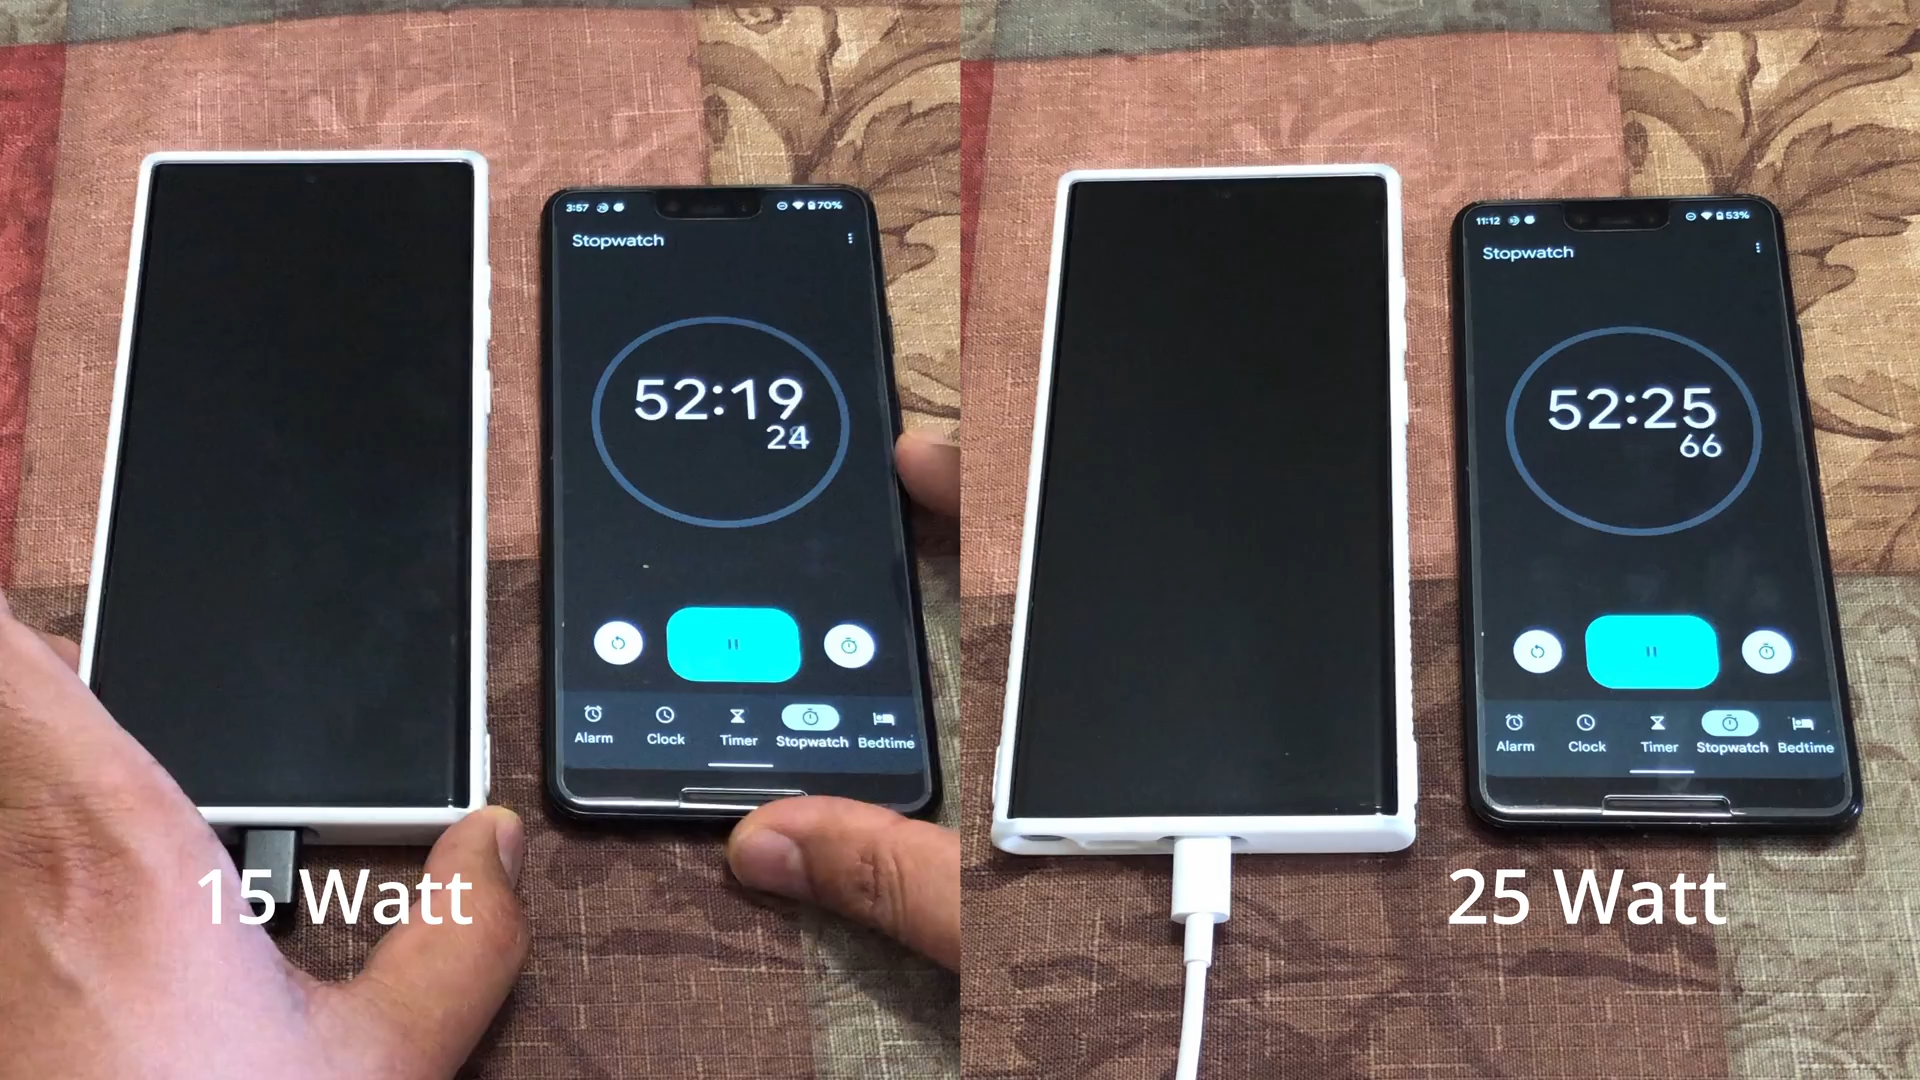 3:57
70%
Stopwatch
52:19
24
Alarm
Clock
Timer
Stopwatch
Bedtime
15 Watt
11:12
53%
Stopwatch
52:25
66
Alarm
Clock
Timer
Stopwatch
Bedtime
25 Watt